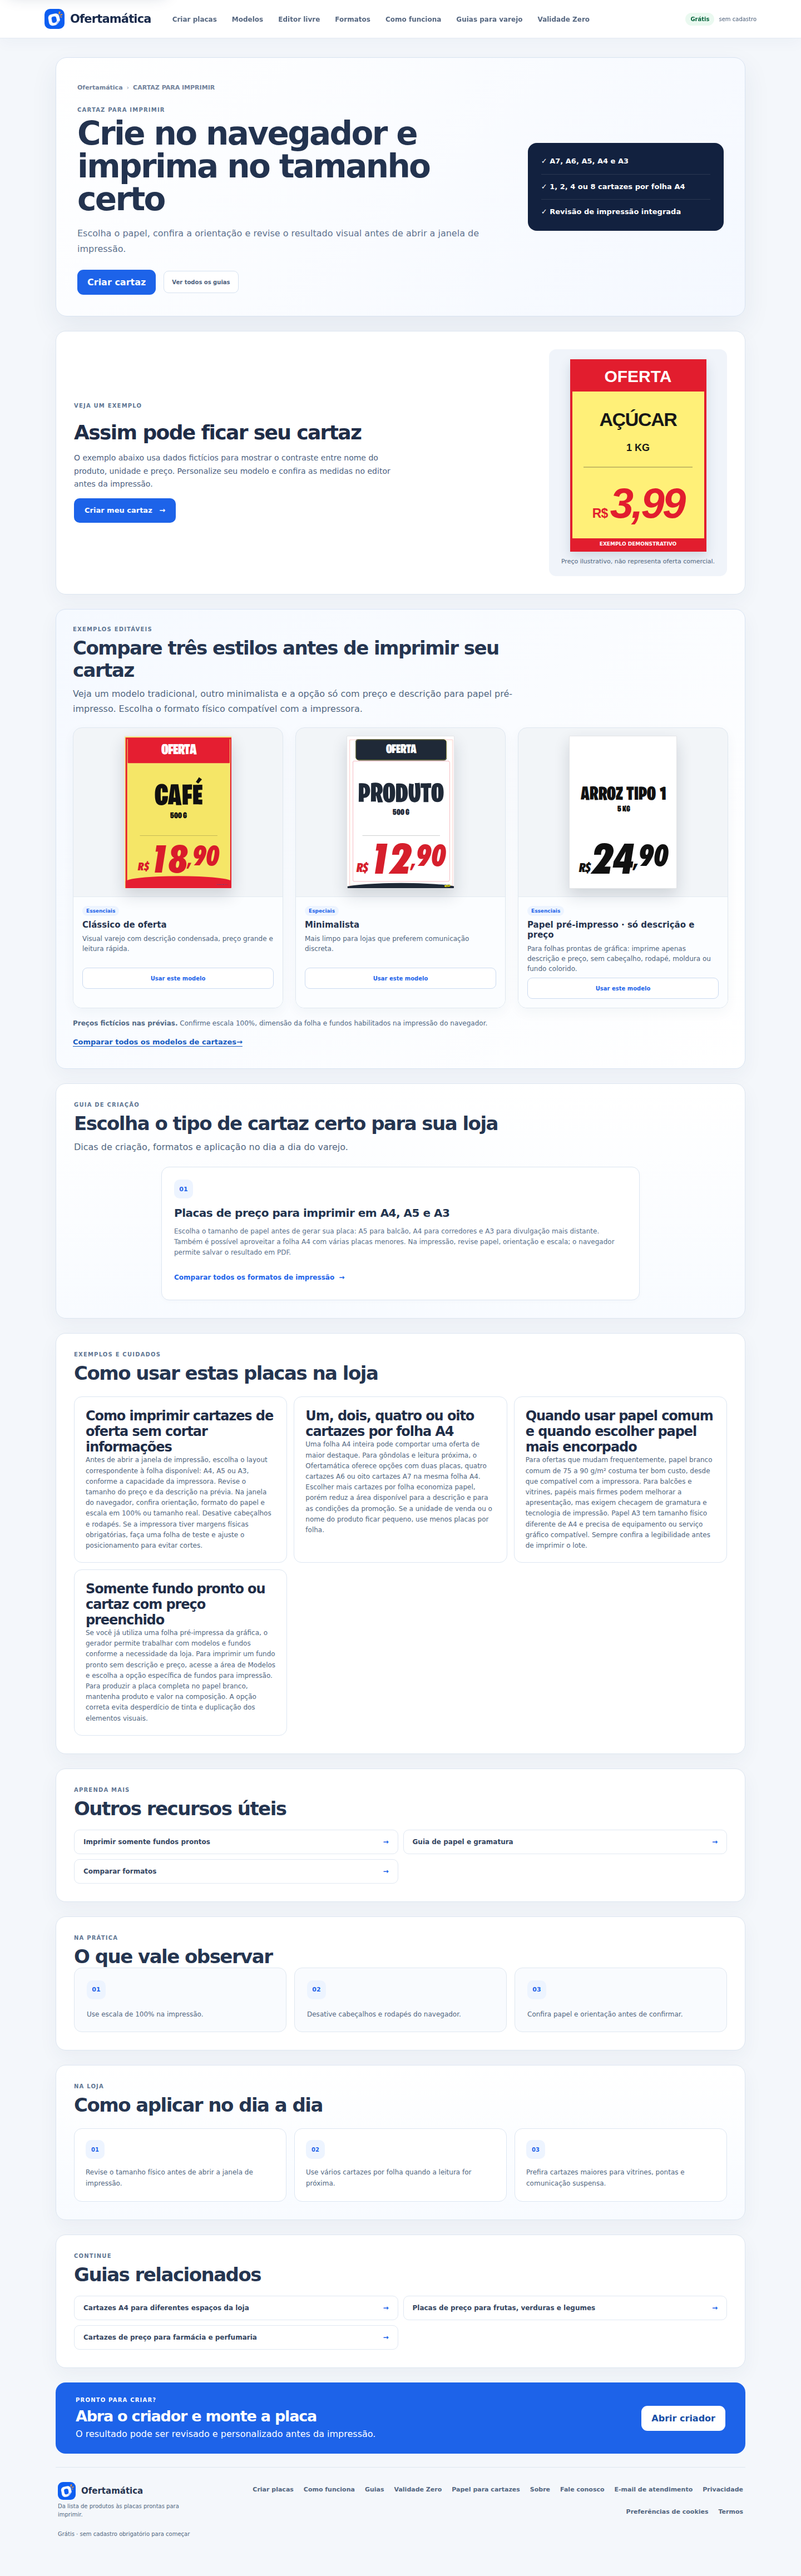 Ofertamática
Criar placas
Modelos
Editor livre
Formatos
Como funciona
Guias para varejo
Validade Zero
Grátis
sem cadastro
Ofertamática › CARTAZ PARA IMPRIMIR
CARTAZ PARA IMPRIMIR
Crie no navegador e
imprima no tamanho
certo
Escolha o papel, confira a orientação e revise o resultado visual antes de abrir a janela de
impressão.
Criar cartaz
Ver todos os guias
✓ A7, A6, A5, A4 e A3
✓ 1, 2, 4 ou 8 cartazes por folha A4
✓ Revisão de impressão integrada
VEJA UM EXEMPLO
Assim pode ficar seu cartaz
O exemplo abaixo usa dados fictícios para mostrar o contraste entre nome do
produto, unidade e preço. Personalize seu modelo e confira as medidas no editor
antes da impressão.
Criar meu cartaz →
OFERTA
AÇÚCAR
1 KG
R$ 3,99
EXEMPLO DEMONSTRATIVO
Preço ilustrativo, não representa oferta comercial.
EXEMPLOS EDITÁVEIS
Compare três estilos antes de imprimir seu
cartaz
Veja um modelo tradicional, outro minimalista e a opção só com preço e descrição para papel pré-
impresso. Escolha o formato físico compatível com a impressora.
OFERTA
CAFÉ
500 G
R$ 18,90
Essenciais
Clássico de oferta
Visual varejo com descrição condensada, preço grande e
leitura rápida.
Usar este modelo
OFERTA
PRODUTO
500 G
R$ 12,90
Especiais
Minimalista
Mais limpo para lojas que preferem comunicação
discreta.
Usar este modelo
ARROZ TIPO 1
5 KG
R$ 24,90
Essenciais
Papel pré-impresso · só descrição e
preço
Para folhas prontas de gráfica: imprime apenas
descrição e preço, sem cabeçalho, rodapé, moldura ou
fundo colorido.
Usar este modelo
Preços fictícios nas prévias. Confirme escala 100%, dimensão da folha e fundos habilitados na impressão do navegador.
Comparar todos os modelos de cartazes→
GUIA DE CRIAÇÃO
Escolha o tipo de cartaz certo para sua loja
Dicas de criação, formatos e aplicação no dia a dia do varejo.
01
Placas de preço para imprimir em A4, A5 e A3
Escolha o tamanho de papel antes de gerar sua placa: A5 para balcão, A4 para corredores e A3 para divulgação mais distante.
Também é possível aproveitar a folha A4 com várias placas menores. Na impressão, revise papel, orientação e escala; o navegador
permite salvar o resultado em PDF.
Comparar todos os formatos de impressão →
EXEMPLOS E CUIDADOS
Como usar estas placas na loja
Como imprimir cartazes de
oferta sem cortar
informações
Antes de abrir a janela de impressão, escolha o layout
correspondente à folha disponível: A4, A5 ou A3,
conforme a capacidade da impressora. Revise o
tamanho do preço e da descrição na prévia. Na janela
do navegador, confira orientação, formato do papel e
escala em 100% ou tamanho real. Desative cabeçalhos
e rodapés. Se a impressora tiver margens físicas
obrigatórias, faça uma folha de teste e ajuste o
posicionamento para evitar cortes.
Um, dois, quatro ou oito
cartazes por folha A4
Uma folha A4 inteira pode comportar uma oferta de
maior destaque. Para gôndolas e leitura próxima, o
Ofertamática oferece opções com duas placas, quatro
cartazes A6 ou oito cartazes A7 na mesma folha A4.
Escolher mais cartazes por folha economiza papel,
porém reduz a área disponível para a descrição e para
as condições da promoção. Se a unidade de venda ou o
nome do produto ficar pequeno, use menos placas por
folha.
Quando usar papel comum
e quando escolher papel
mais encorpado
Para ofertas que mudam frequentemente, papel branco
comum de 75 a 90 g/m² costuma ter bom custo, desde
que compatível com a impressora. Para balcões e
vitrines, papéis mais firmes podem melhorar a
apresentação, mas exigem checagem de gramatura e
tecnologia de impressão. Papel A3 tem tamanho físico
diferente de A4 e precisa de equipamento ou serviço
gráfico compatível. Sempre confira a legibilidade antes
de imprimir o lote.
Somente fundo pronto ou
cartaz com preço
preenchido
Se você já utiliza uma folha pré-impressa da gráfica, o
gerador permite trabalhar com modelos e fundos
conforme a necessidade da loja. Para imprimir um fundo
pronto sem descrição e preço, acesse a área de Modelos
e escolha a opção específica de fundos para impressão.
Para produzir a placa completa no papel branco,
mantenha produto e valor na composição. A opção
correta evita desperdício de tinta e duplicação dos
elementos visuais.
APRENDA MAIS
Outros recursos úteis
Imprimir somente fundos prontos →
Guia de papel e gramatura →
Comparar formatos →
NA PRÁTICA
O que vale observar
01
Use escala de 100% na impressão.
02
Desative cabeçalhos e rodapés do navegador.
03
Confira papel e orientação antes de confirmar.
NA LOJA
Como aplicar no dia a dia
01
Revise o tamanho físico antes de abrir a janela de
impressão.
02
Use vários cartazes por folha quando a leitura for
próxima.
03
Prefira cartazes maiores para vitrines, pontas e
comunicação suspensa.
CONTINUE
Guias relacionados
Cartazes A4 para diferentes espaços da loja →
Placas de preço para frutas, verduras e legumes →
Cartazes de preço para farmácia e perfumaria →
PRONTO PARA CRIAR?
Abra o criador e monte a placa
O resultado pode ser revisado e personalizado antes da impressão.
Abrir criador
Ofertamática
Da lista de produtos às placas prontas para
imprimir.
Grátis · sem cadastro obrigatório para começar
Criar placas
Como funciona
Guias
Validade Zero
Papel para cartazes
Sobre
Fale conosco
E-mail de atendimento
Privacidade
Preferências de cookies
Termos